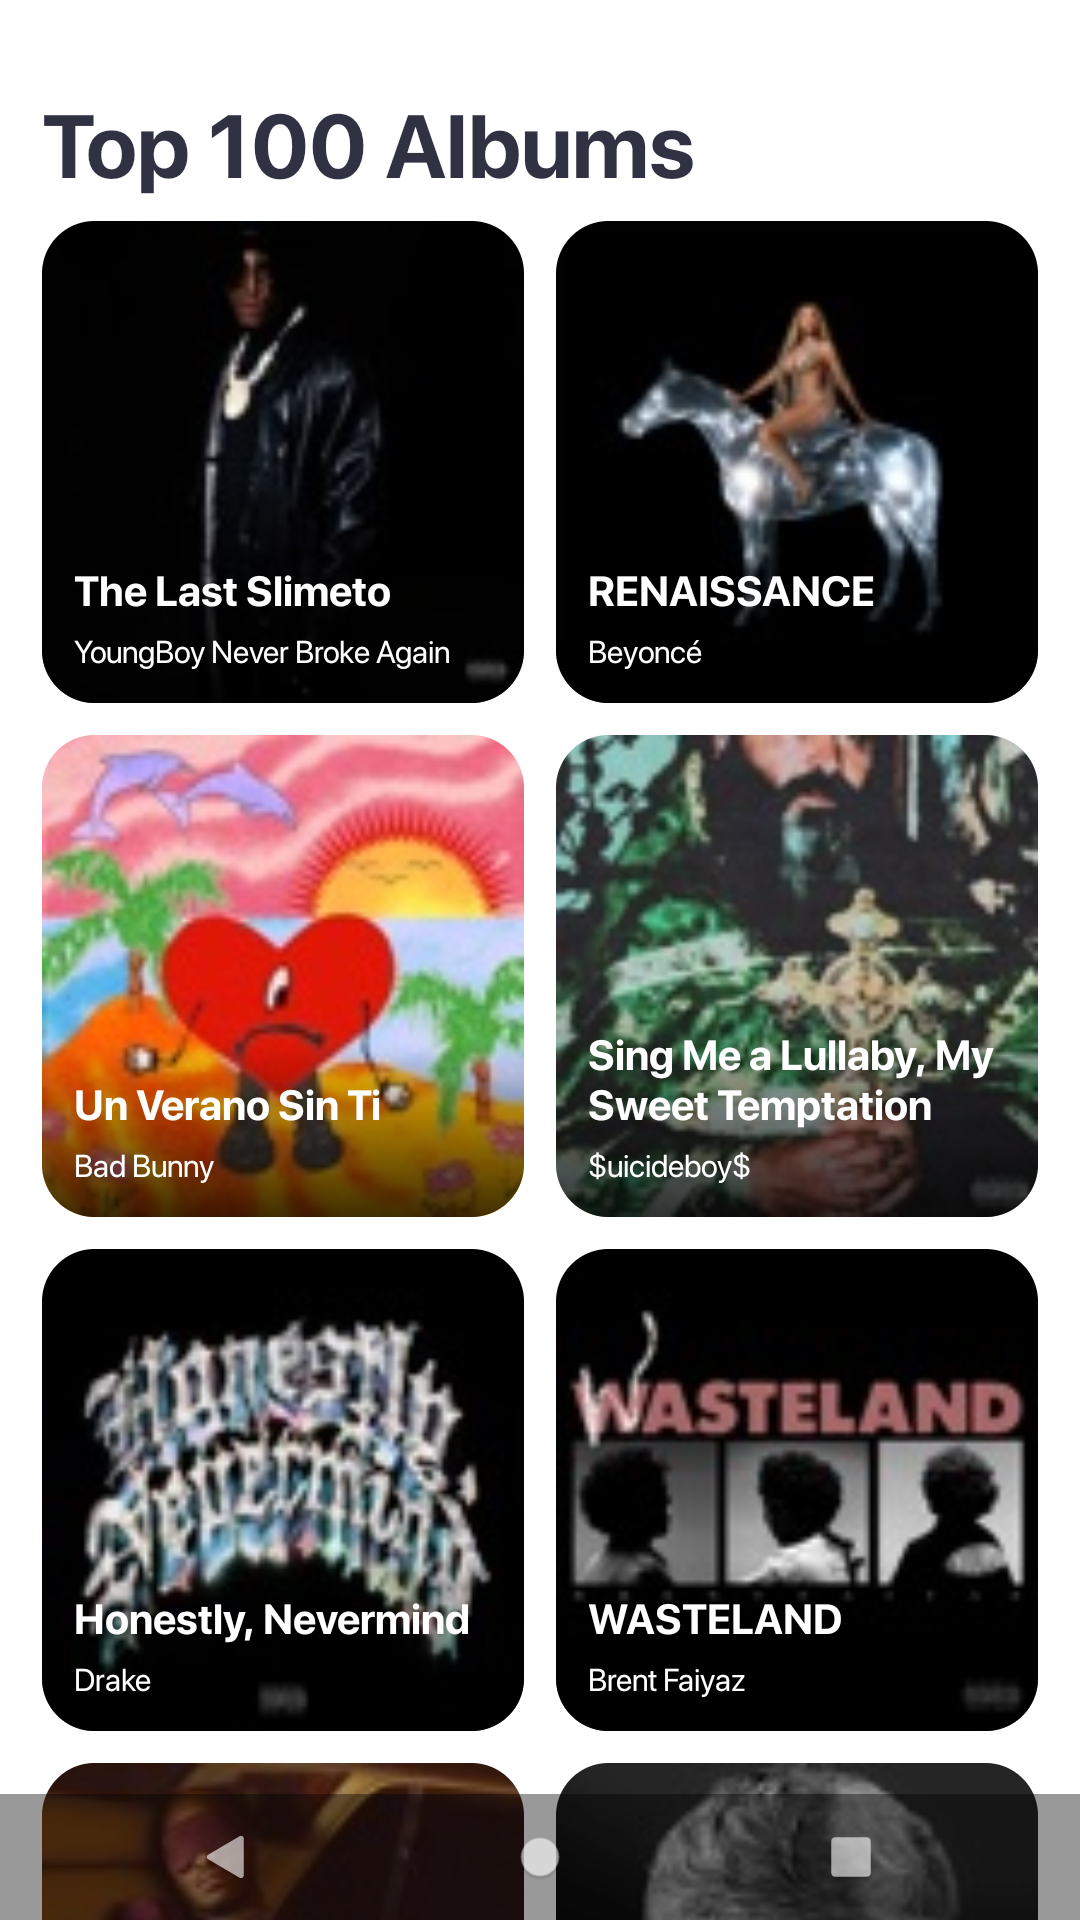 Top 100 Albums
The Last Slimeto
YoungBoy Never Broke Again
RENAISSANCE
Beyoncé
Un Verano Sin Ti
Bad Bunny
Sing Me a Lullaby, My
Sweet Temptation
$uicideboy$
Honestly
Nevermind
Honestly, Nevermind
Drake
WASTELAND
WASTELAND
Brent Faiyaz